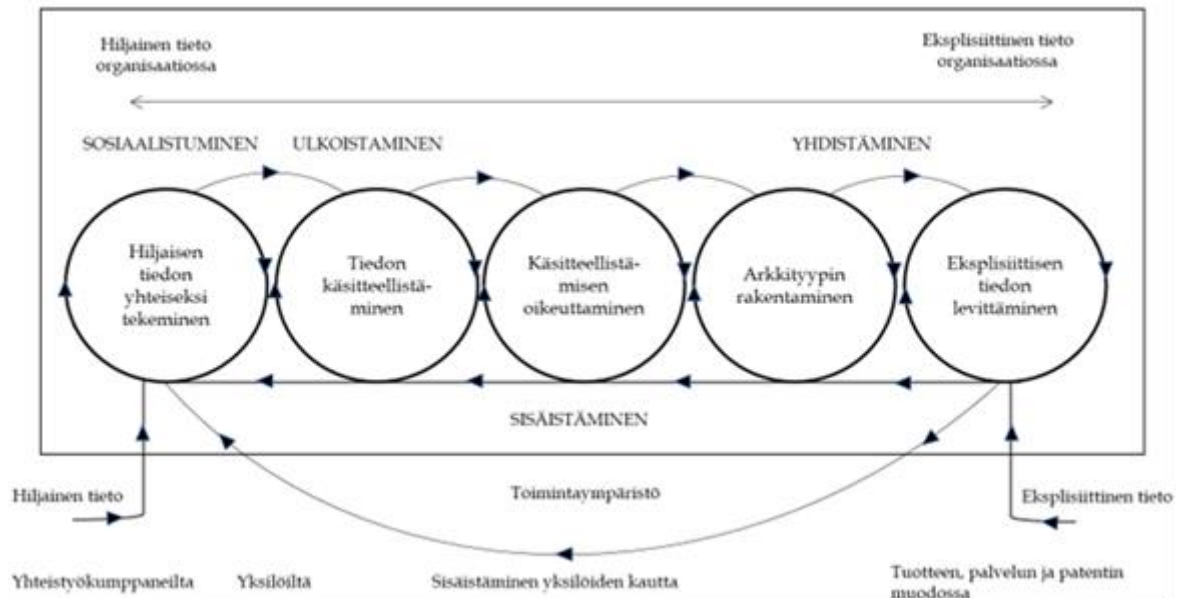 Hiljainen tieto
organisaatiossa
Eksplisiittinen tieto
organisaatiossa
SOSIAALISTUMINEN
ULKOISTAMINEN
YHDISTÄMINEN
Hiljaisen
tiedon
yhteiseksi
tekeminen
Tiedon
käsitteellistä-
minen
Käsitteellistä-
misen
oikeuttaminen
Arkkityypin
rakentaminen
Eksplisiittisen
tiedon
levittäminen
SISÄISTÄMINEN
Hiljainen tieto
Toimintaympäristö
Eksplisiittinen tieto
Yhteistyökumppaneilta
Yksilöiltä
Sisäistäminen yksilöiden kautta
Tuotteen, palvelun ja patentin
muodossa